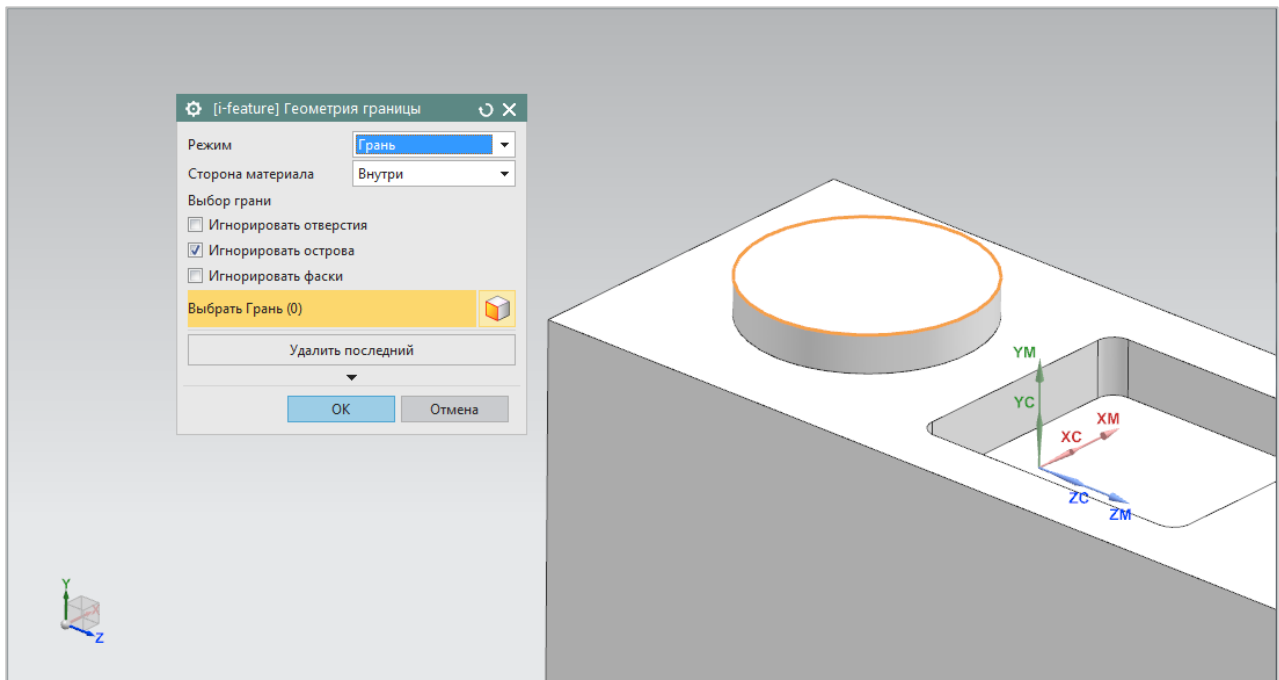 [i-feature] Геометрия границы
Режим Грань
Сторона материала Внутри
Выбор грани
Игнорировать отверстия
Игнорировать острова
Игнорировать фаски
Выбрать Грань (0)
Удалить последний
OK Отмена
YM
YC
XM
XC
ZC
ZM
Y
X
Z